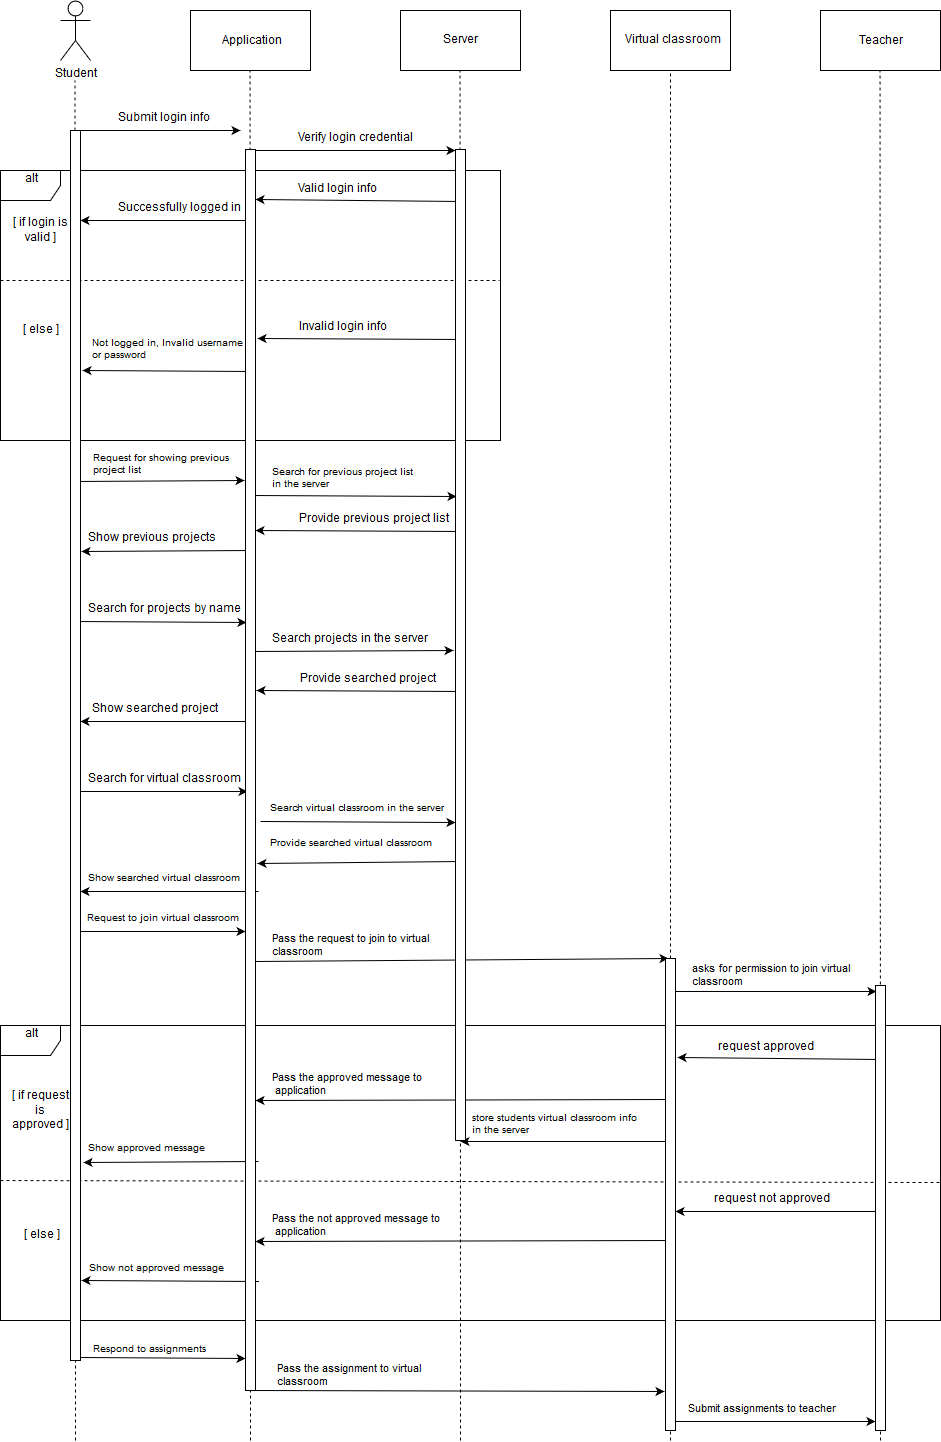 Student
Application
Server
Virtual classroom
Teacher
Submit login info
Verify login credential
alt
Valid login info
Successfully logged in
[ if login is
valid ]
Invalid login info
[ else ]
Not logged in, Invalid username
or password
Request for showing previous
project list
Search for previous project list
in the server
Provide previous project list
Show previous projects
Search for projects by name
Search projects in the server
Provide searched project
Show searched project
Search for virtual classroom
Search virtual classroom in the server
Provide searched virtual classroom
Show searched virtual classroom
Request to join virtual classroom
Pass the request to join to virtual
classroom
asks for permission to join virtual
classroom
alt
request approved
[ if request
is
approved ]
Pass the approved message to
application
store students virtual classroom info
in the server
Show approved message
request not approved
[ else ]
Pass the not approved message to
application
Show not approved message
Respond to assignments
Pass the assignment to virtual
classroom
Submit assignments to teacher